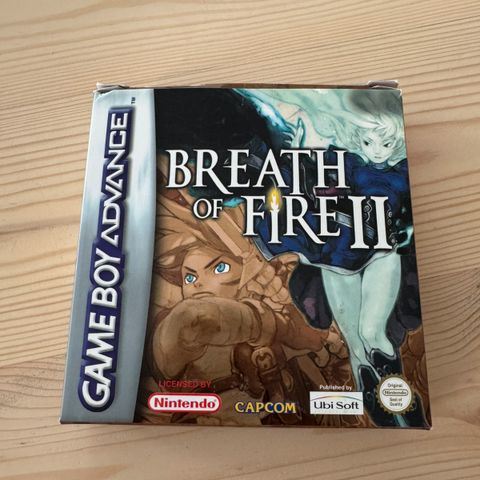 GAME BOY ADVANCE™
BREATH
OF FIRE II
LICENSED BY
Nintendo
CAPCOM
Published by
Ubi Soft
Original
Nintendo
Seal of
Quality